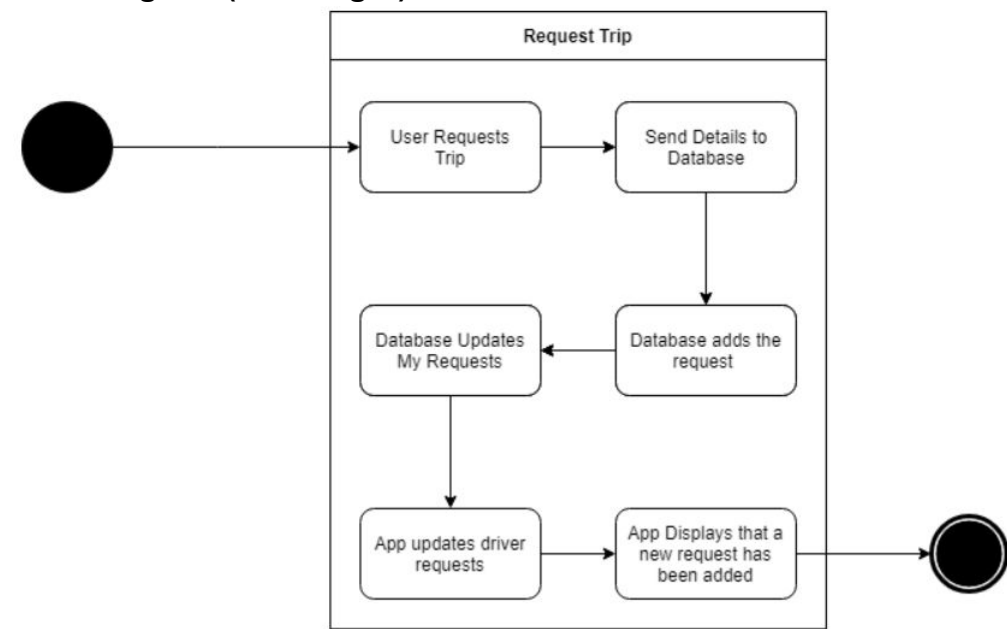 Request Trip
User Requests
Trip
Send Details to
Database
Database adds the
request
Database Updates
My Requests
App updates driver
requests
App Displays that a
new request has
been added